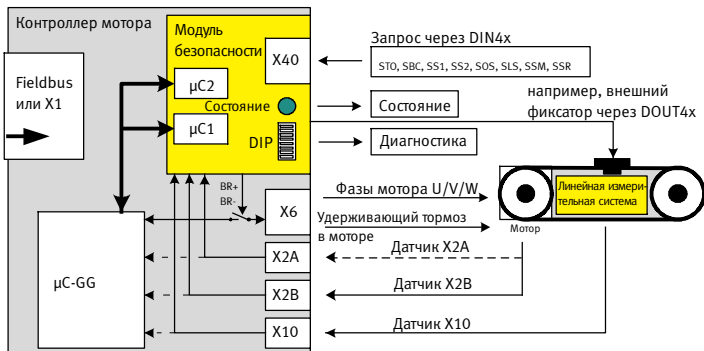 Контроллер мотора
Модуль
безопасности
X40
Запрос через DIN4x
STO, SBC, SS1, SS2, SOS, SLS, SSM, SSR
Fieldbus
или X1
µC2
Состояние
µC1
DIP
Состояние
Диагностика
например, внешний
фиксатор через DOUT4x
BR+
BR-
X6
Фазы мотора U/V/W
Удерживающий тормоз
в моторе
Мотор
Линейная измери-
тельная система
µC-GG
X2A
Датчик X2A
X2B
Датчик X2B
X10
Датчик X10